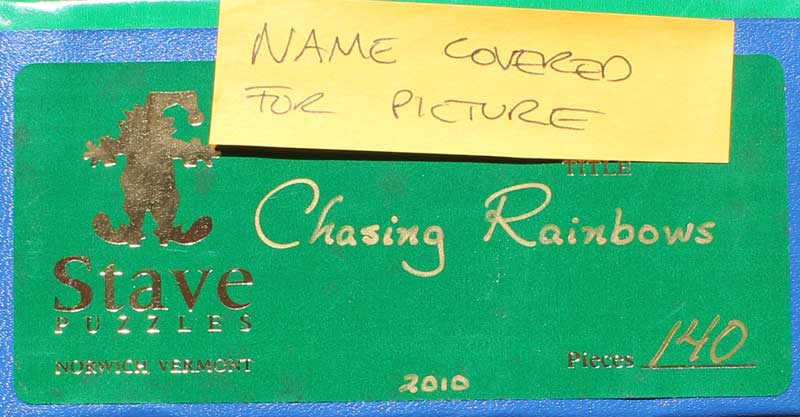 NAME COVERED
FOR PICTURE
TITLE
Chasing Rainbows
Stave
PUZZLES
NORWICH, VERMONT
Pieces 140
2010